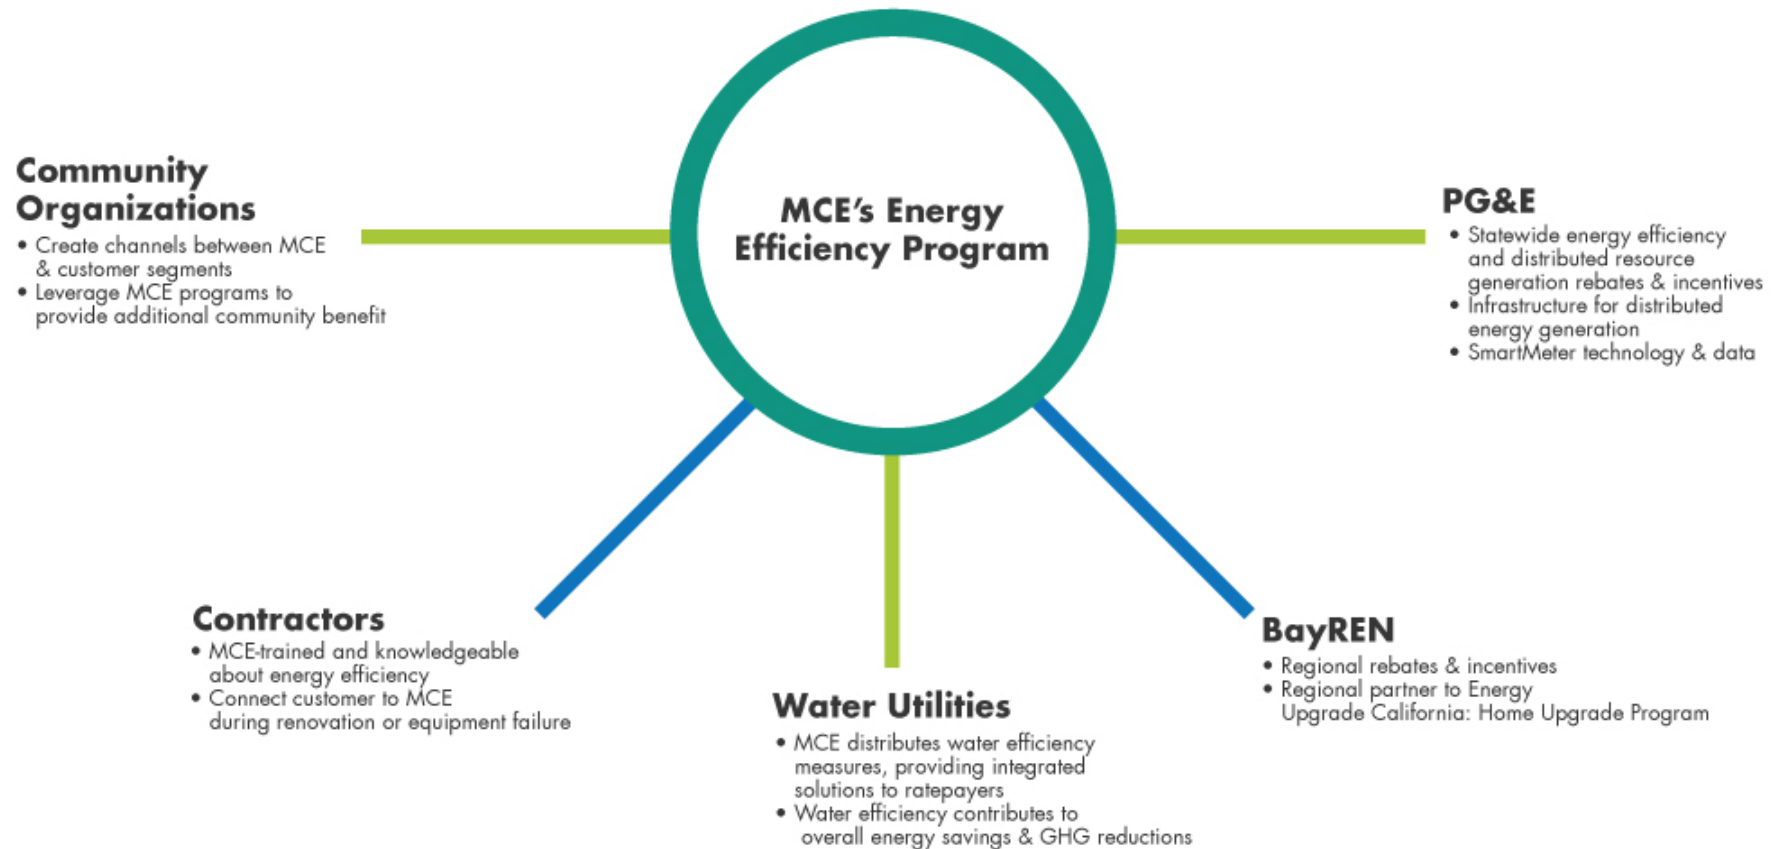 MCE's Energy
Efficiency Program
Community
Organizations
• Create channels between MCE
& customer segments
• Leverage MCE programs to
provide additional community benefit
PG&E
• Statewide energy efficiency
and distributed resource
generation rebates & incentives
• Infrastructure for distributed
energy generation
• SmartMeter technology & data
Contractors
• MCE-trained and knowledgeable
about energy efficiency
• Connect customer to MCE
during renovation or equipment failure
Water Utilities
• MCE distributes water efficiency
measures, providing integrated
solutions to ratepayers
• Water efficiency contributes to
overall energy savings & GHG reductions
BayREN
• Regional rebates & incentives
• Regional partner to Energy
Upgrade California: Home Upgrade Program